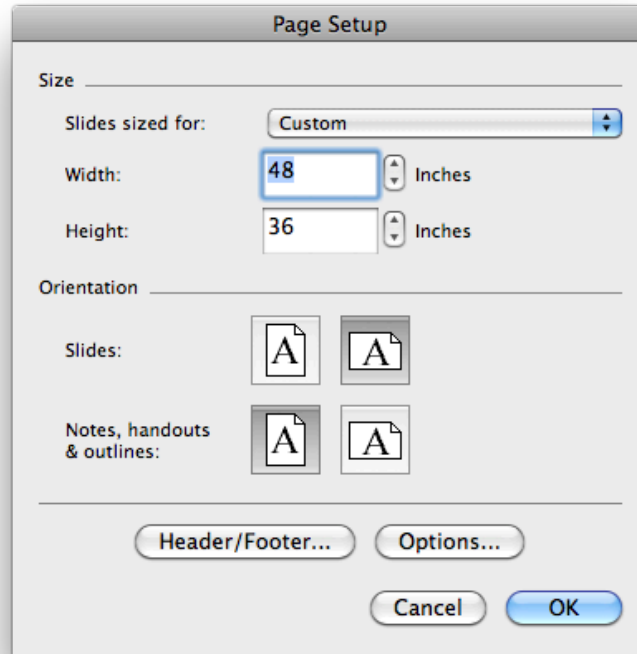 Page Setup
Size
Slides sized for: Custom
Width: 48 Inches
Height: 36 Inches
Orientation
Slides: A A
Notes, handouts
& outlines: A A
Header/Footer... Options...
Cancel OK